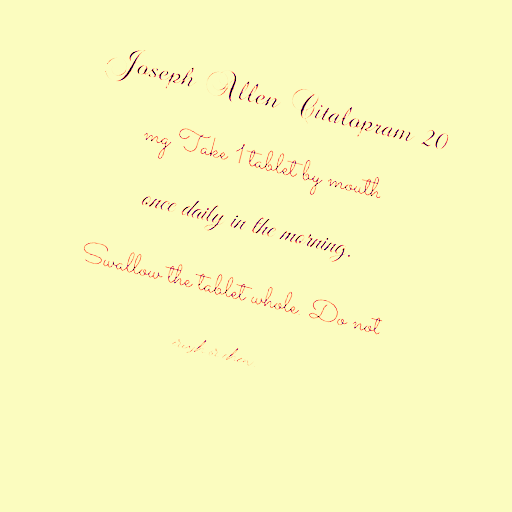 Joseph Allen Citalopram 20
mg Take 1 tablet by mouth
once daily in the morning.
Swallow the tablet whole. Do not